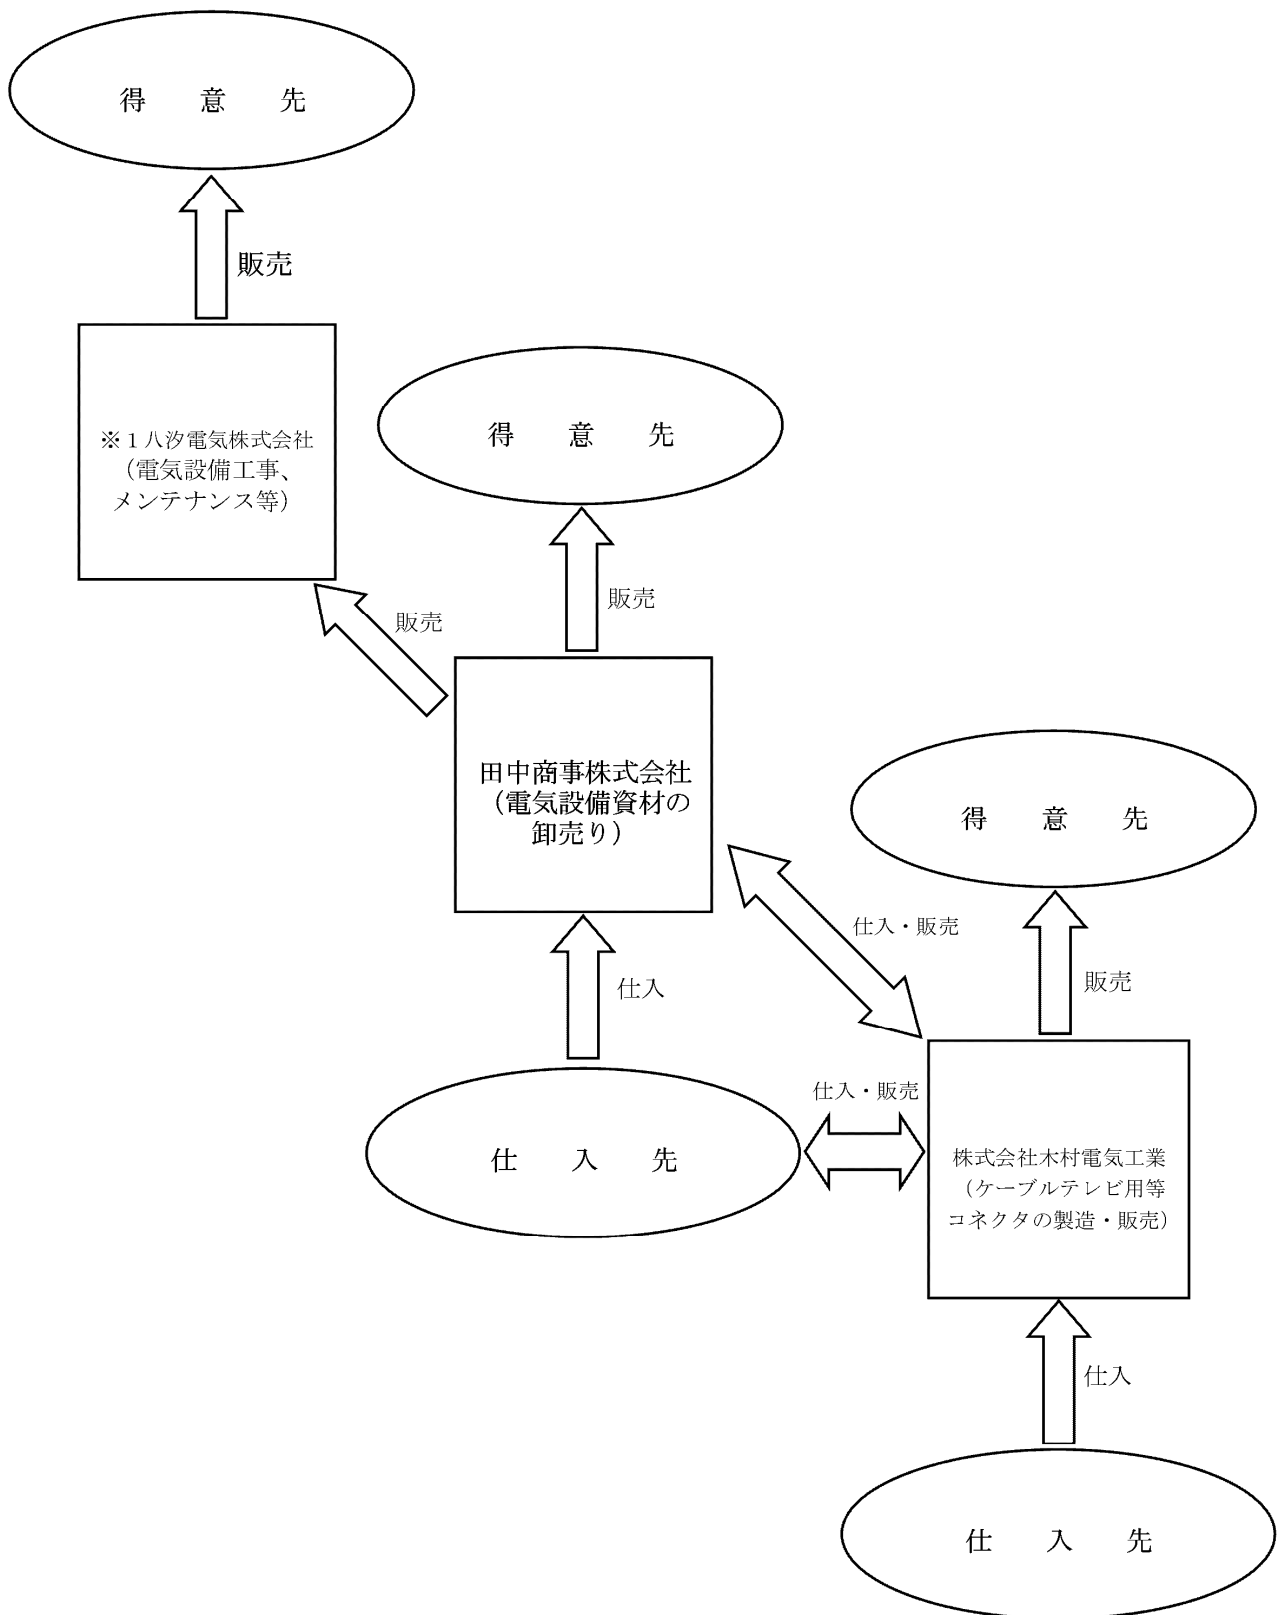 得　意　先
販売
※１八汐電気株式会社
（電気設備工事、
メンテナンス等）
得　意　先
販売
販売
田中商事株式会社
（電気設備資材の
卸売り）
得　意　先
仕入・販売
販売
仕入
仕入・販売
仕　入　先
株式会社木村電気工業
（ケーブルテレビ用等
コネクタの製造・販売）
仕入
仕　入　先